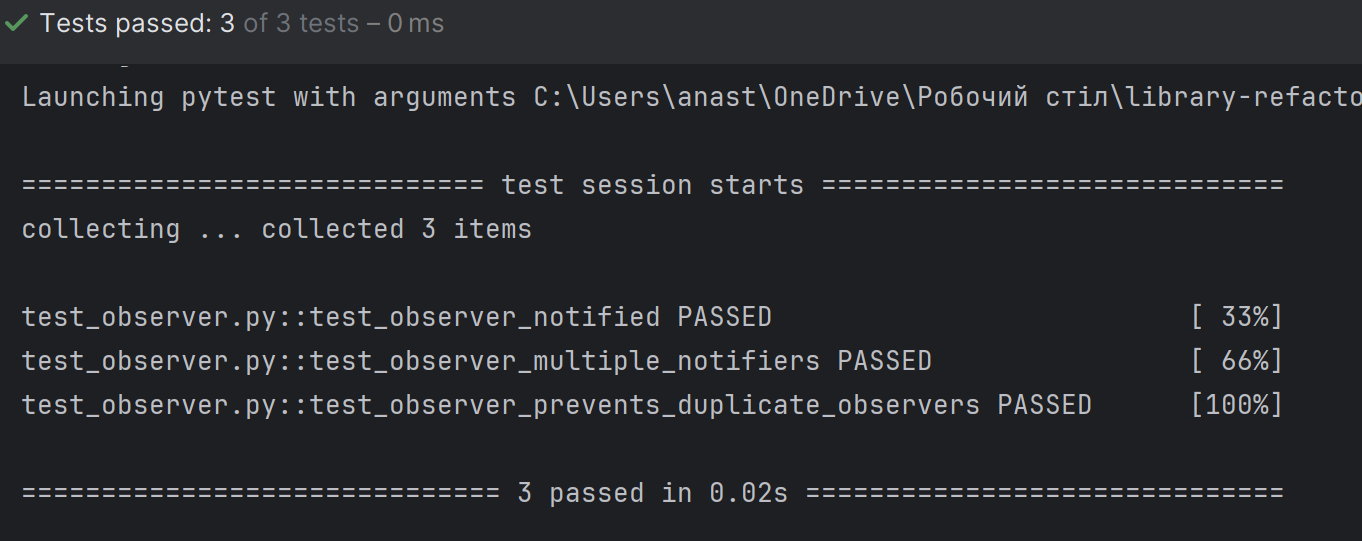 Tests passed: 3 of 3 tests – 0 ms
Launching pytest with arguments C:\Users\anast\OneDrive\Робочий стіл\library-refacto
============================= test session starts =============================
collecting ... collected 3 items
test_observer.py::test_observer_notified PASSED [ 33%]
test_observer.py::test_observer_multiple_notifiers PASSED [ 66%]
test_observer.py::test_observer_prevents_duplicate_observers PASSED [100%]
============================== 3 passed in 0.02s ==============================